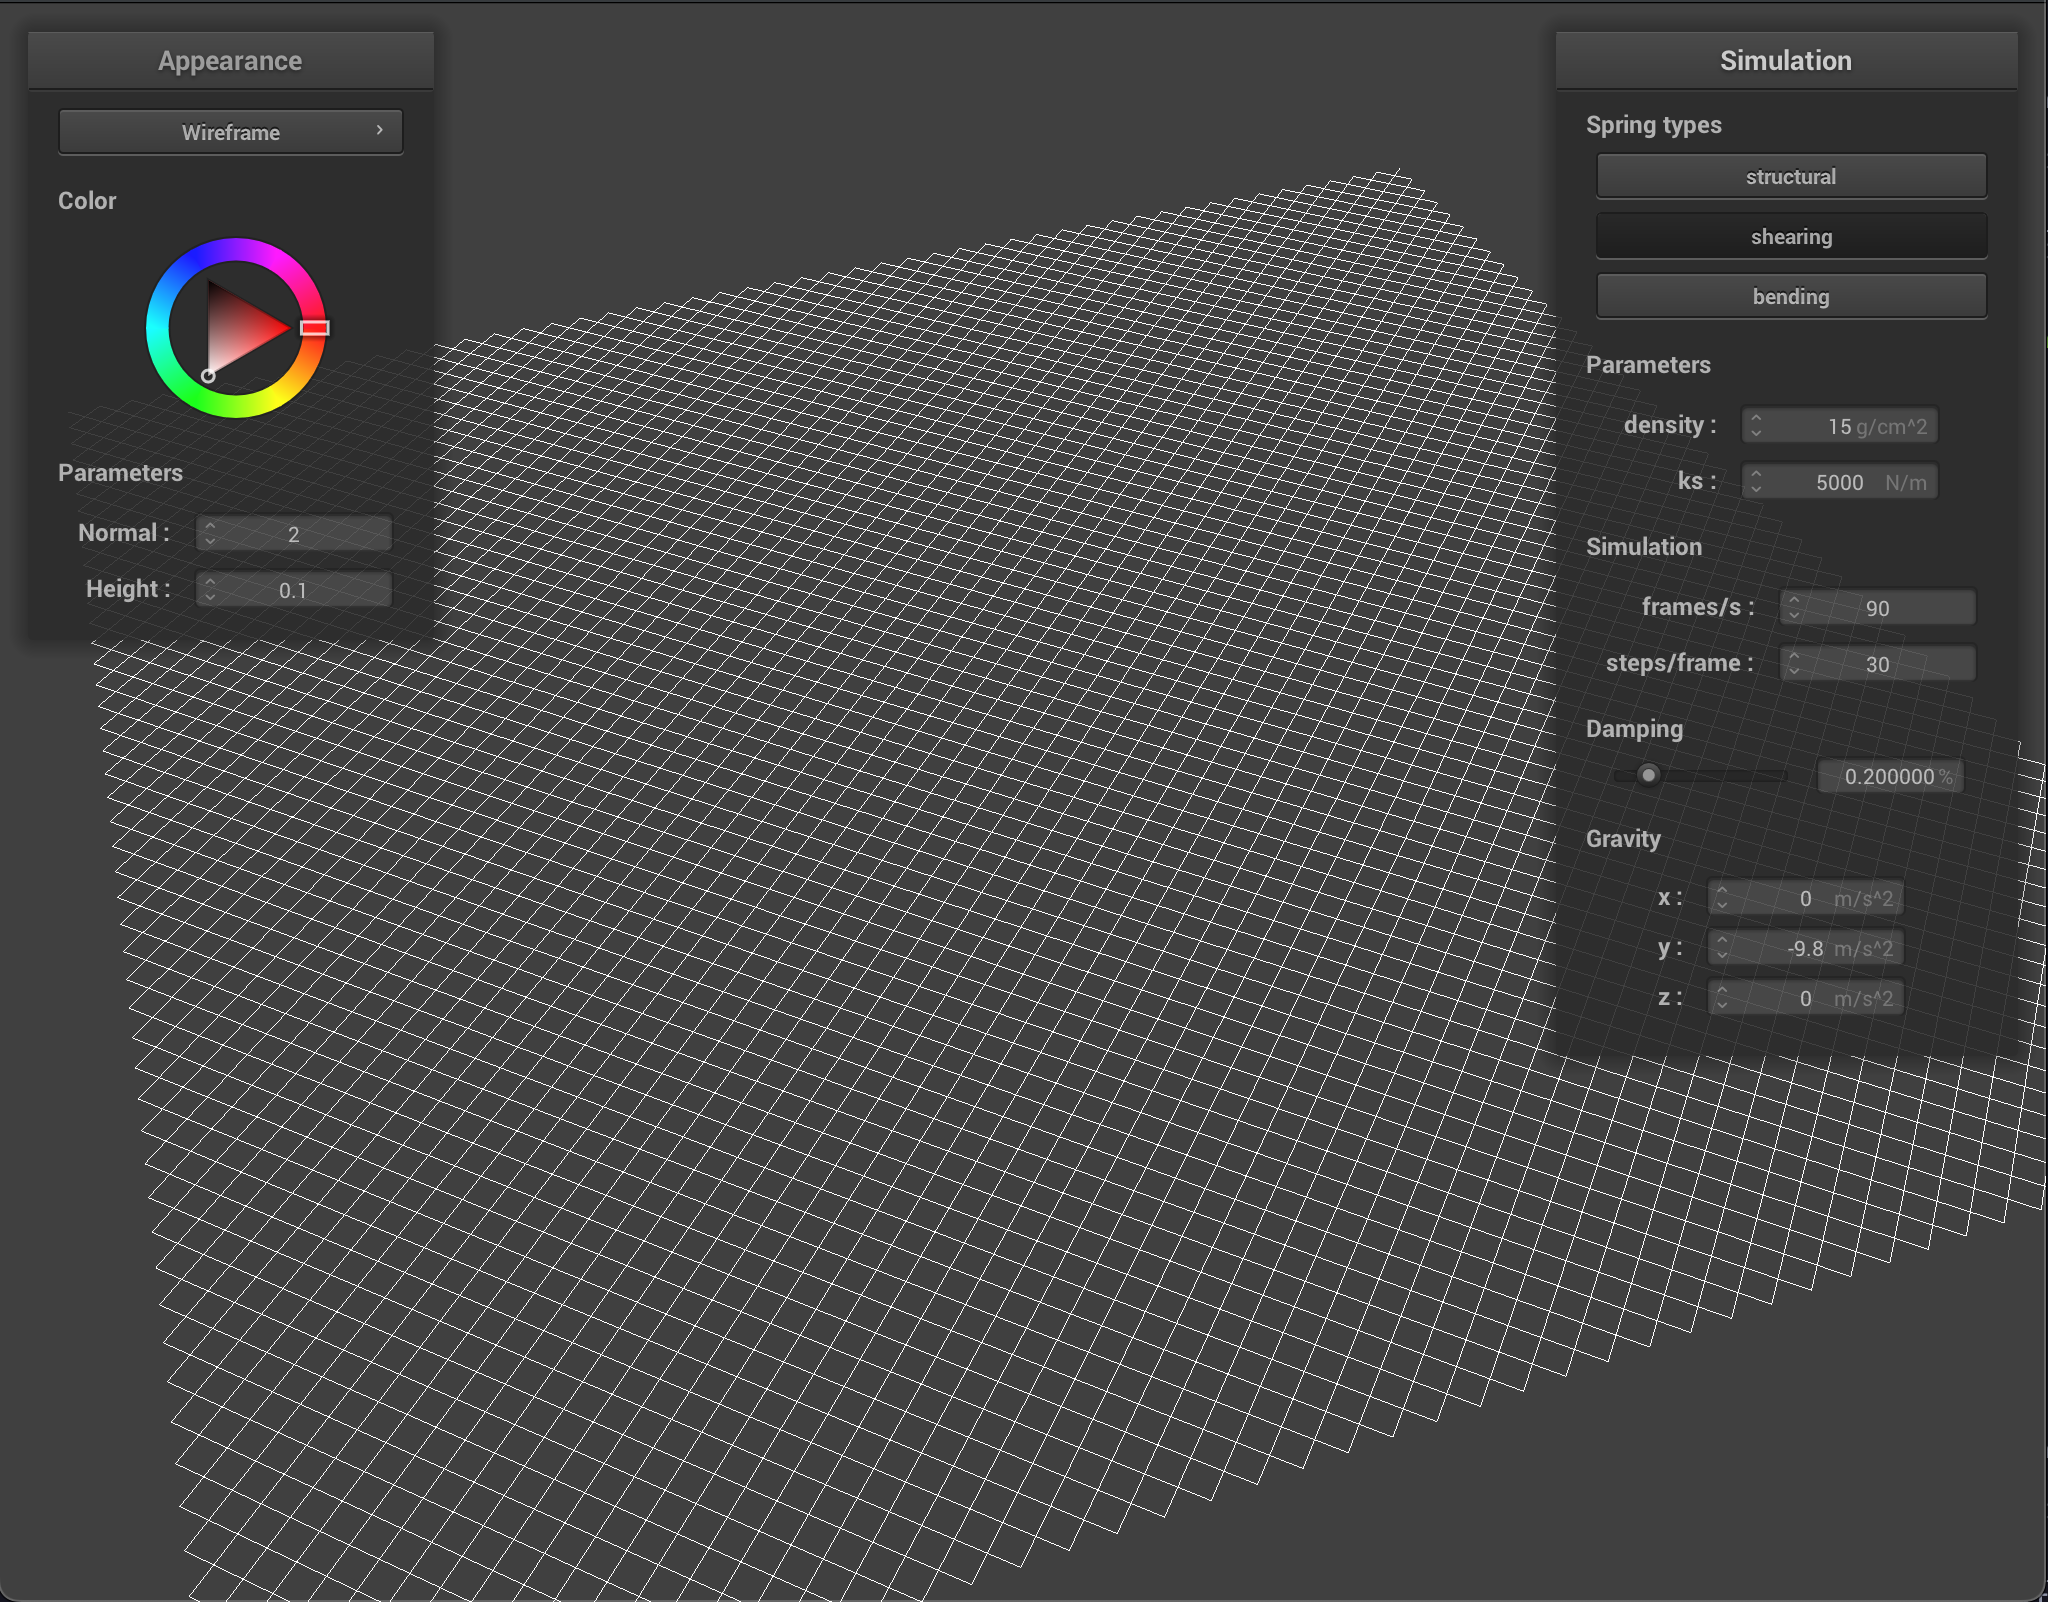 Appearance
Wireframe
Color
Parameters
Normal : 2
Height : 0.1
Simulation
Spring types
structural
shearing
bending
Parameters
density : 15 g/cm^2
ks : 5000 N/m
Simulation
frames/s : 90
steps/frame : 30
Damping
0.200000 %
Gravity
x : 0 m/s^2
y : -9.8 m/s^2
z : 0 m/s^2